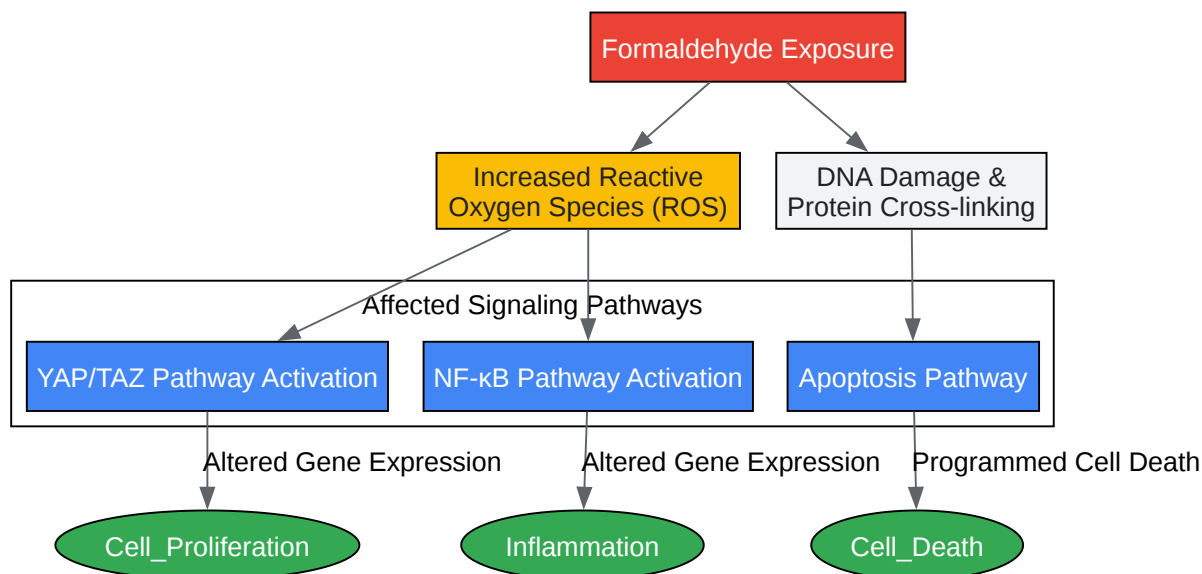 Formaldehyde Exposure
Increased Reactive
Oxygen Species (ROS)
DNA Damage &
Protein Cross-linking
Affected Signaling Pathways
YAP/TAZ Pathway Activation
NF-κB Pathway Activation
Apoptosis Pathway
Altered Gene Expression
Altered Gene Expression
Programmed Cell Death
Cell_Proliferation
Inflammation
Cell_Death